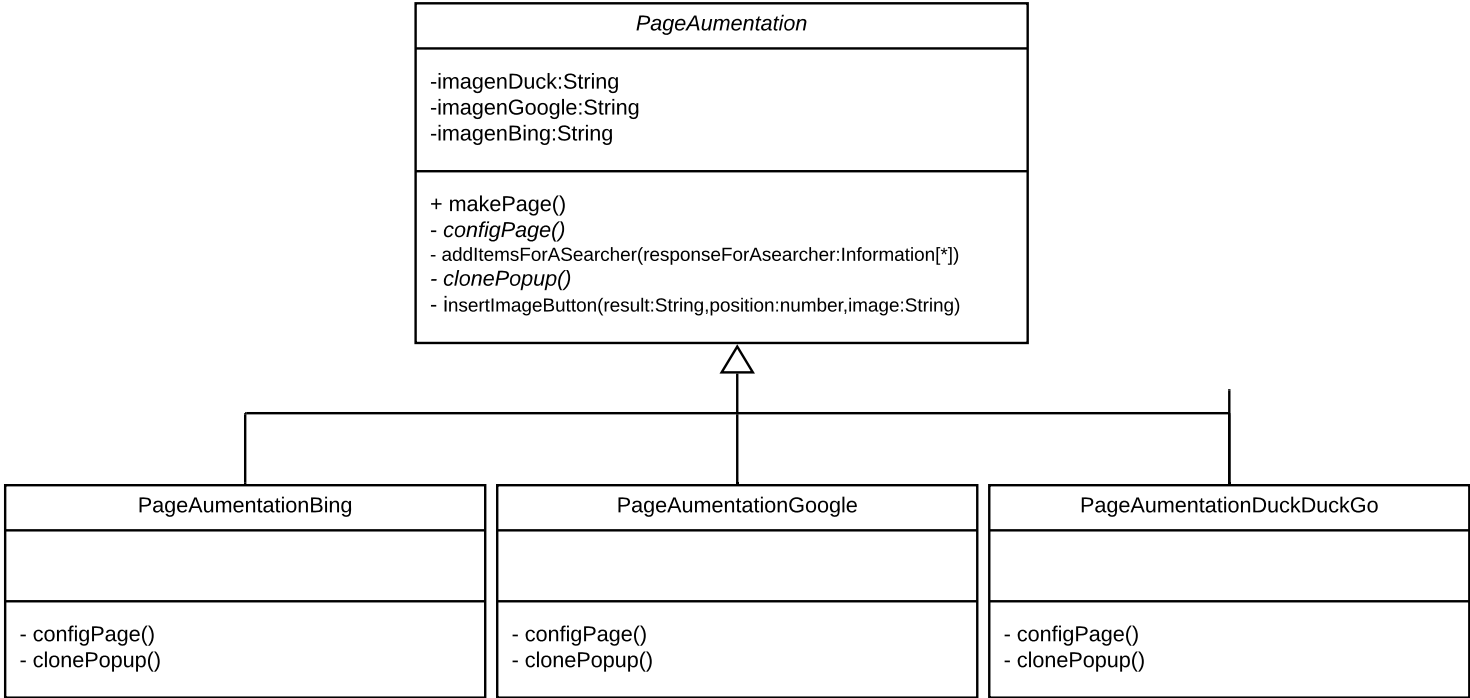 PageAumentation
-imagenDuck:String
-imagenGoogle:String
-imagenBing:String
+ makePage()
- configPage()
- addItemsForASearcher(responseForAsearcher:Information[*])
- clonePopup()
- insertImageButton(result:String,position:number,image:String)
PageAumentationBing
- configPage()
- clonePopup()
PageAumentationGoogle
- configPage()
- clonePopup()
PageAumentationDuckDuckGo
- configPage()
- clonePopup()